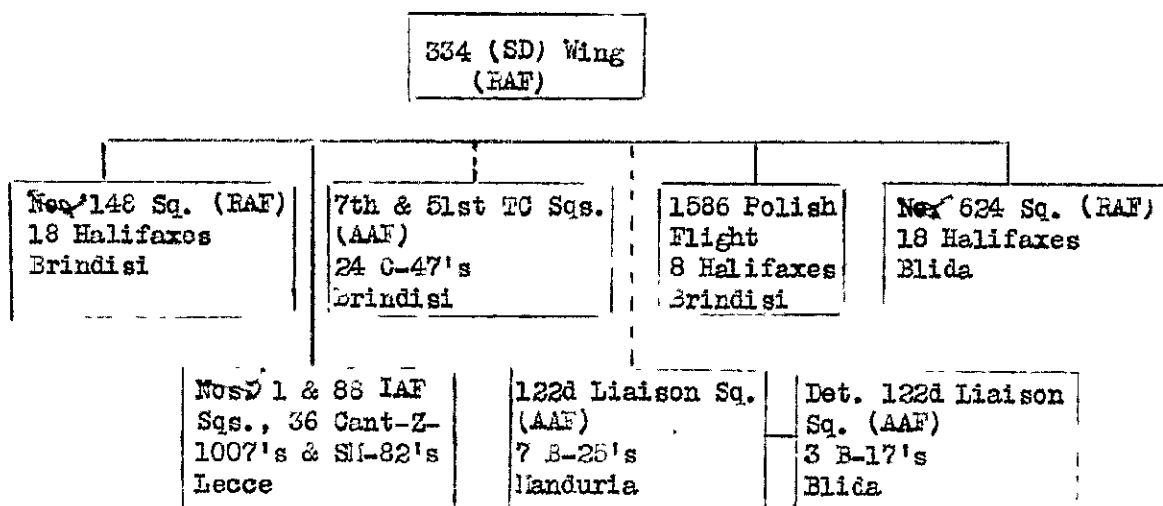 334 (SD) Wing
(RAF)
148 Sq. (RAF)
18 Halifaxes
Brindisi
7th & 51st TC Sqs.
(AAF)
24 C-47's
Brindisi
1586 Polish
Flight
8 Halifaxes
Brindisi
624 Sq. (RAF)
18 Halifaxes
Blida
1 & 88 IAF
Sqs., 36 Cant-Z-
1007's & SM-82's
Lecce
122d Liaison Sq.
(AAF)
7 B-25's
Manduria
Det. 122d Liaison
Sq. (AAF)
3 B-17's
Blida